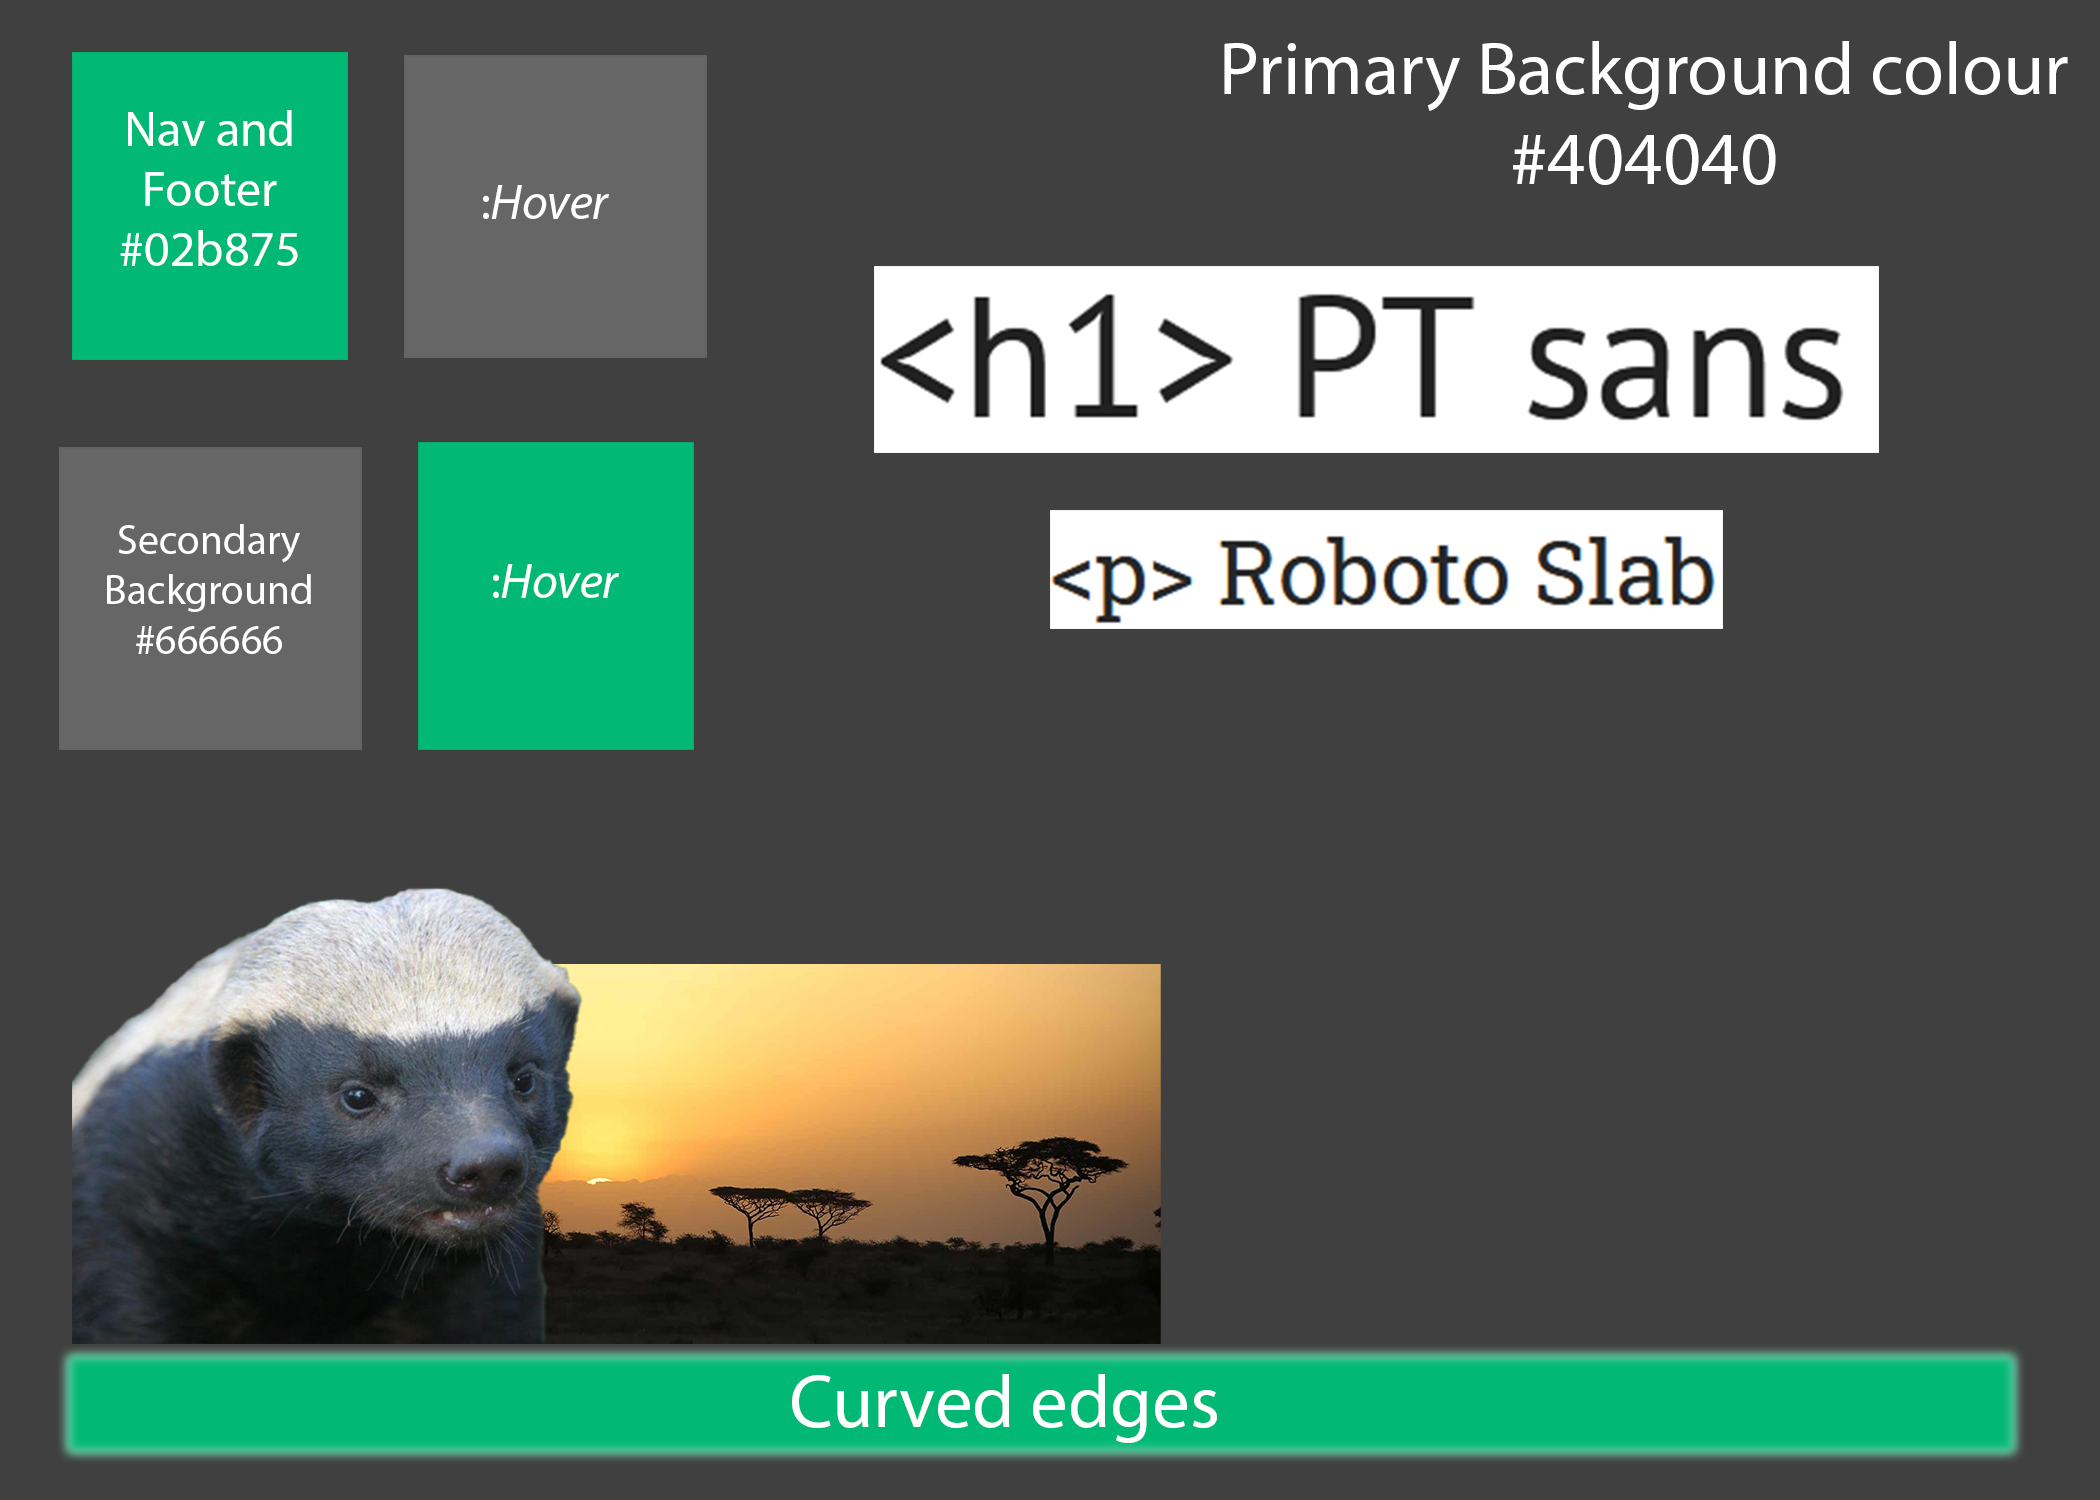 Primary Background colour
#404040
Nav and
Footer
#02b875
:Hover
<h1> PT sans
Secondary
Background
#666666
:Hover
<p> Roboto Slab
Curved edges